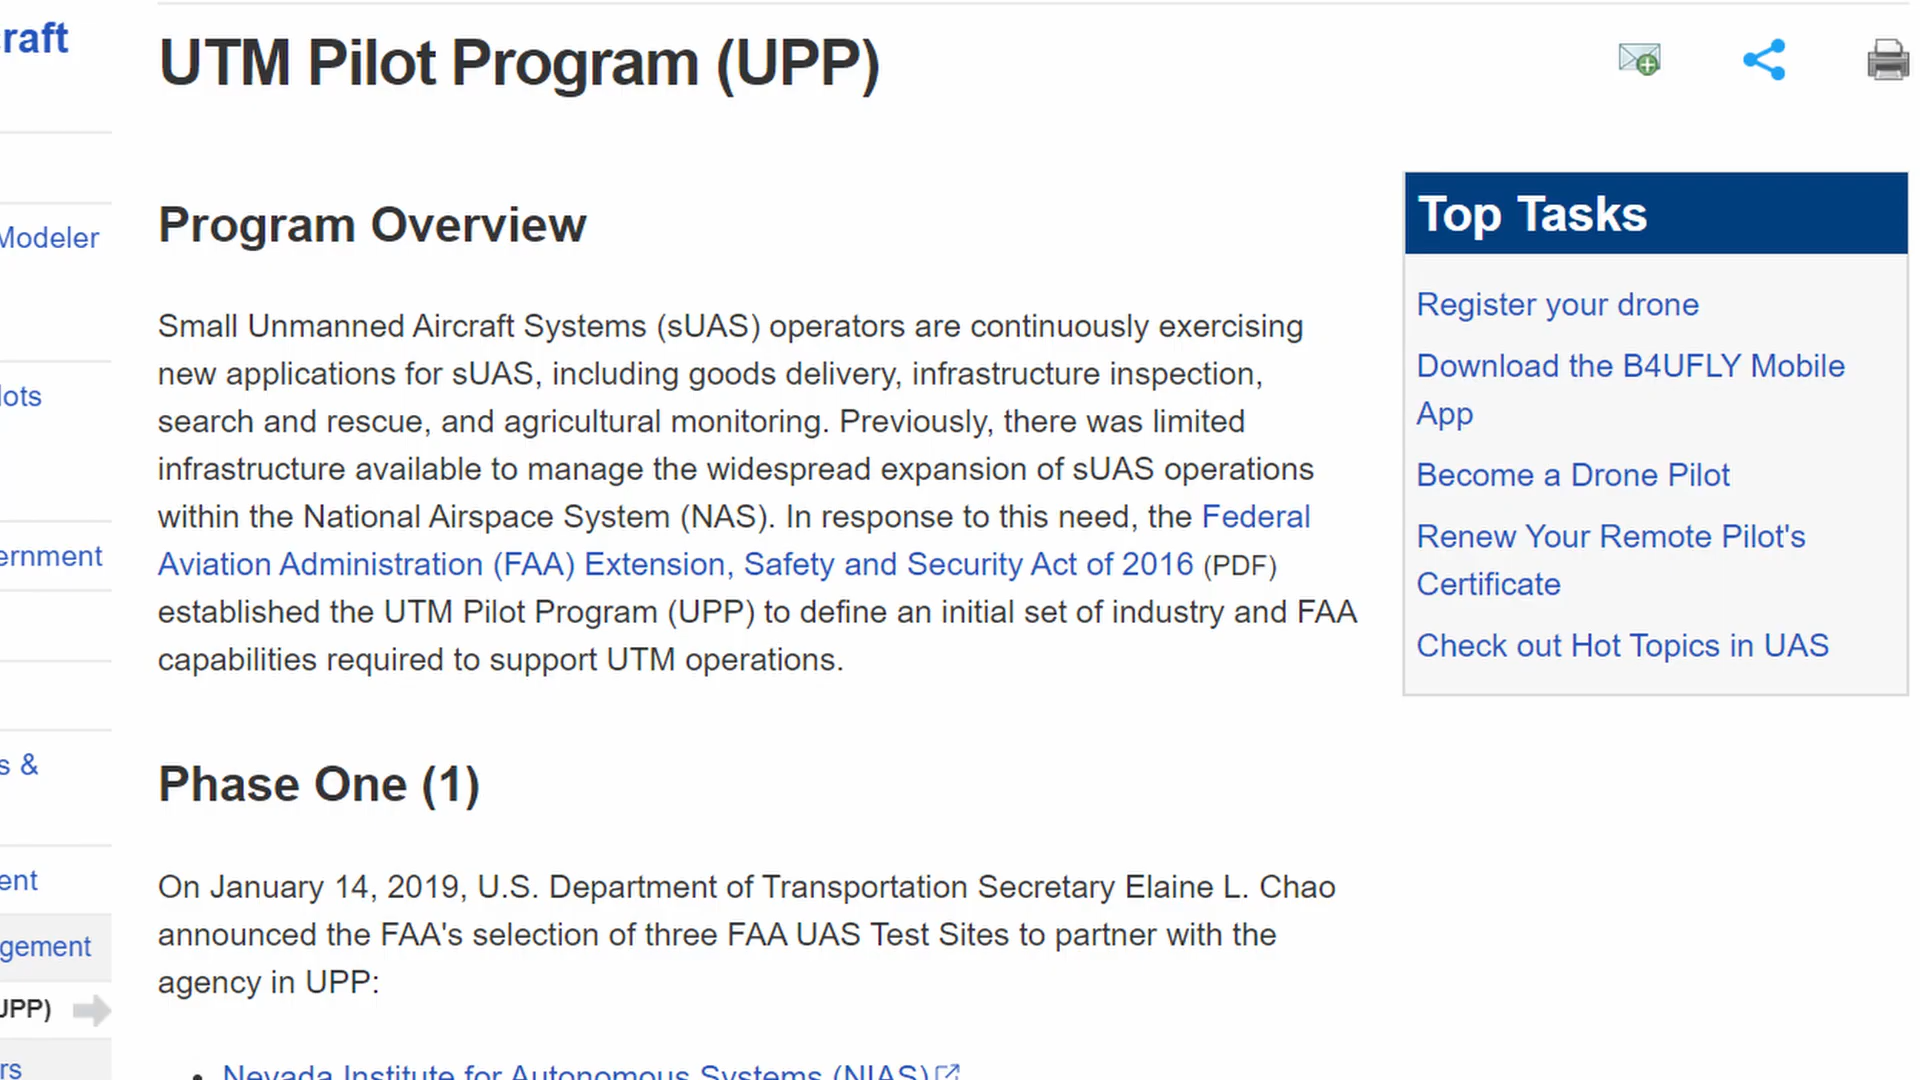 raft
UTM Pilot Program (UPP)
Modeler
lots
ernment
s &
ent
gement
UPP)
rs
Program Overview
Small Unmanned Aircraft Systems (sUAS) operators are continuously exercising
new applications for sUAS, including goods delivery, infrastructure inspection,
search and rescue, and agricultural monitoring. Previously, there was limited
infrastructure available to manage the widespread expansion of sUAS operations
within the National Airspace System (NAS). In response to this need, the Federal
Aviation Administration (FAA) Extension, Safety and Security Act of 2016 (PDF)
established the UTM Pilot Program (UPP) to define an initial set of industry and FAA
capabilities required to support UTM operations.
Phase One (1)
On January 14, 2019, U.S. Department of Transportation Secretary Elaine L. Chao
announced the FAA's selection of three FAA UAS Test Sites to partner with the
agency in UPP:
• Nevada Institute for Autonomous Systems (NIAS)
Top Tasks
Register your drone
Download the B4UFLY Mobile
App
Become a Drone Pilot
Renew Your Remote Pilot's
Certificate
Check out Hot Topics in UAS